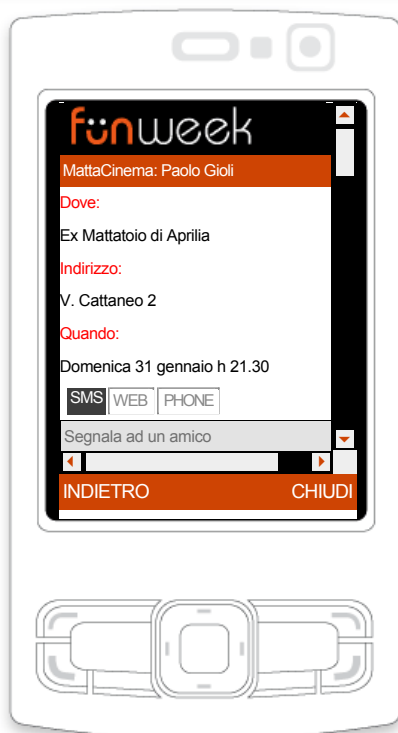 fünweek
MattaCinema: Paolo Gioli
Dove:
Ex Mattatoio di Aprilia
Indirizzo:
V. Cattaneo 2
Quando:
Domenica 31 gennaio h 21.30
SMS WEB PHONE
Segnala ad un amico
INDIETRO CHIUDI